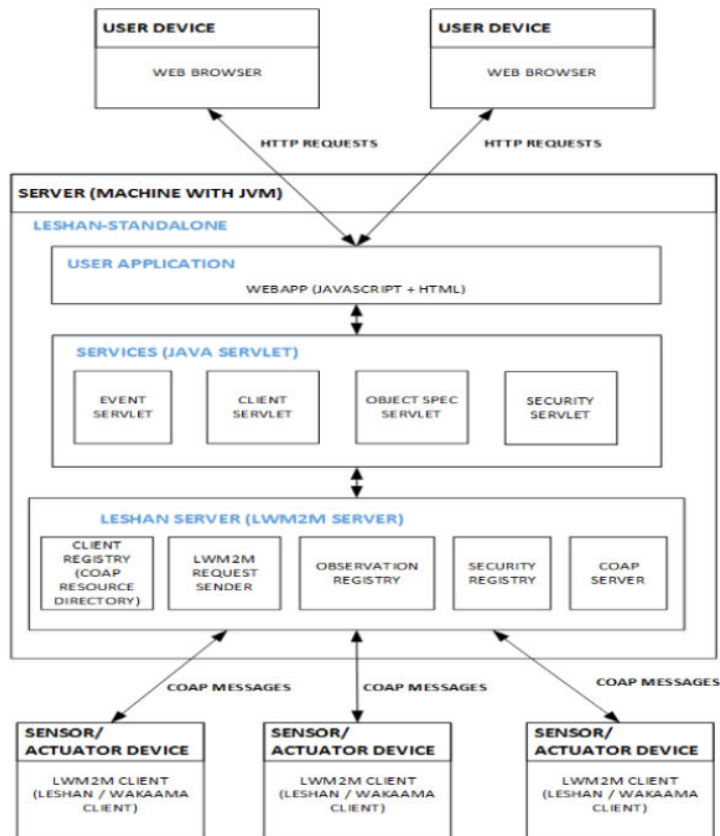 USER DEVICE
WEB BROWSER
USER DEVICE
WEB BROWSER
HTTP REQUESTS
HTTP REQUESTS
SERVER (MACHINE WITH JVM)
LESHAN-STANDALONE
USER APPLICATION
WEBAPP (JAVASCRIPT + HTML)
SERVICES (JAVA SERVLET)
EVENT
SERVLET
CLIENT
SERVLET
OBJECT SPEC
SERVLET
SECURITY
SERVLET
LESHAN SERVER (LWM2M SERVER)
CLIENT
REGISTRY
(COAP
RESOURCE
DIRECTORY)
LWM2M
REQUEST
SENDER
OBSERVATION
REGISTRY
SECURITY
REGISTRY
COAP
SERVER
COAP MESSAGES
COAP MESSAGES
COAP MESSAGES
SENSOR/
ACTUATOR DEVICE
LWM2M CLIENT
(LESHAN / WAKAAMA
CLIENT)
SENSOR/
ACTUATOR DEVICE
LWM2M CLIENT
(LESHAN / WAKAAMA
CLIENT)
SENSOR/
ACTUATOR DEVICE
LWM2M CLIENT
(LESHAN / WAKAAMA
CLIENT)